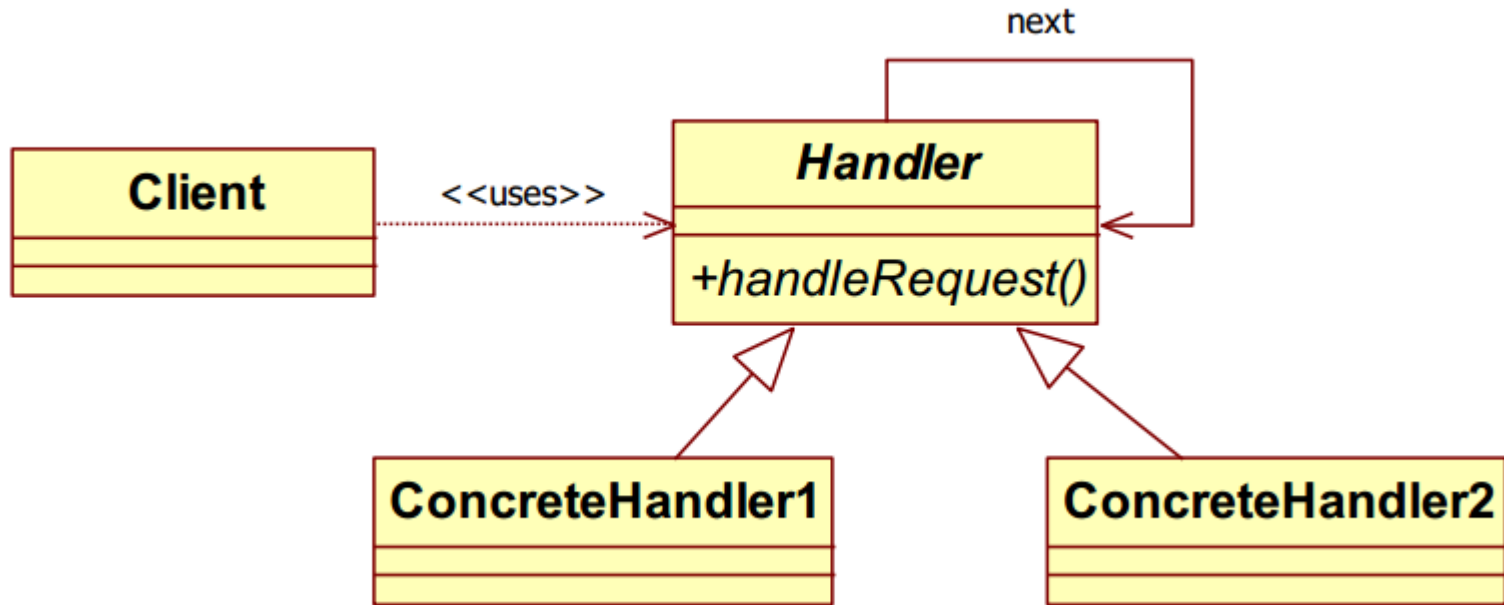 next
Client
<<uses>>
Handler
+handleRequest()
ConcreteHandler1
ConcreteHandler2